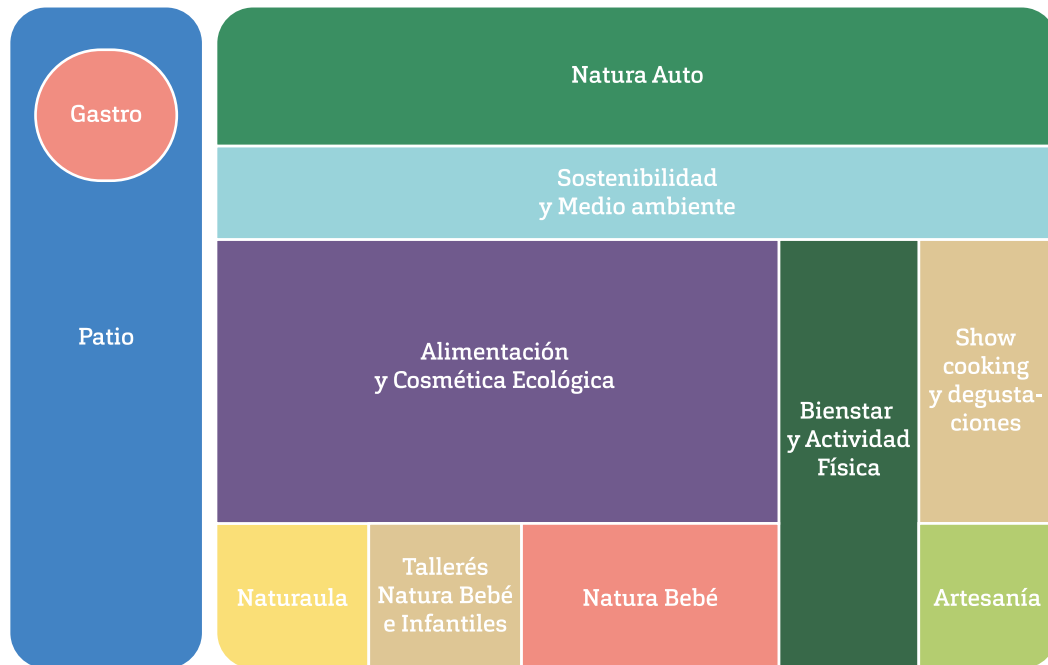 Gastro
Patio
Natura Auto
Sostenibilidad
y Medio ambiente
Alimentación
y Cosmética Ecológica
Bienstar
y Actividad
Física
Show
cooking
y degusta-
ciones
Naturaula
Tallerés
Natura Bebé
e Infantiles
Natura Bebé
Artesanía